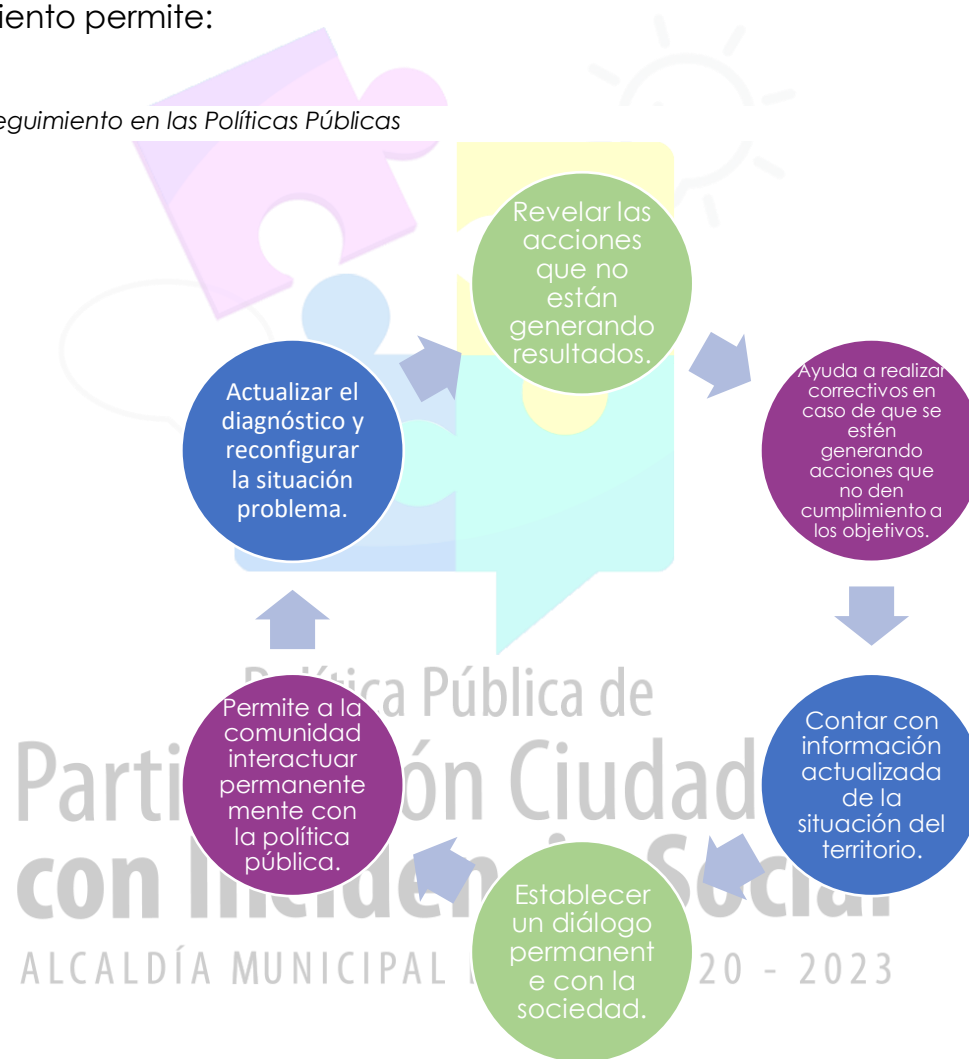 iento permite:
eguimiento en las Políticas Públicas
Revelar las
acciones
que no
están
generando
resultados.
Ayuda a realizar
correctivos en
caso de que se
estén
generando
acciones que
no den
cumplimiento a
los objetivos.
Contar con
información
actualizada
de la
situación del
territorio.
Establecer
un diálogo
permanent
e con la
sociedad.
Permite a la
comunidad
interactuar
permanente
mente con
la política
pública.
Actualizar el
diagnóstico y
reconfigurar
la situación
problema.
Pública de
Ciudad
con Social
ALCALDÍA MUNICIPAL 20 - 2023